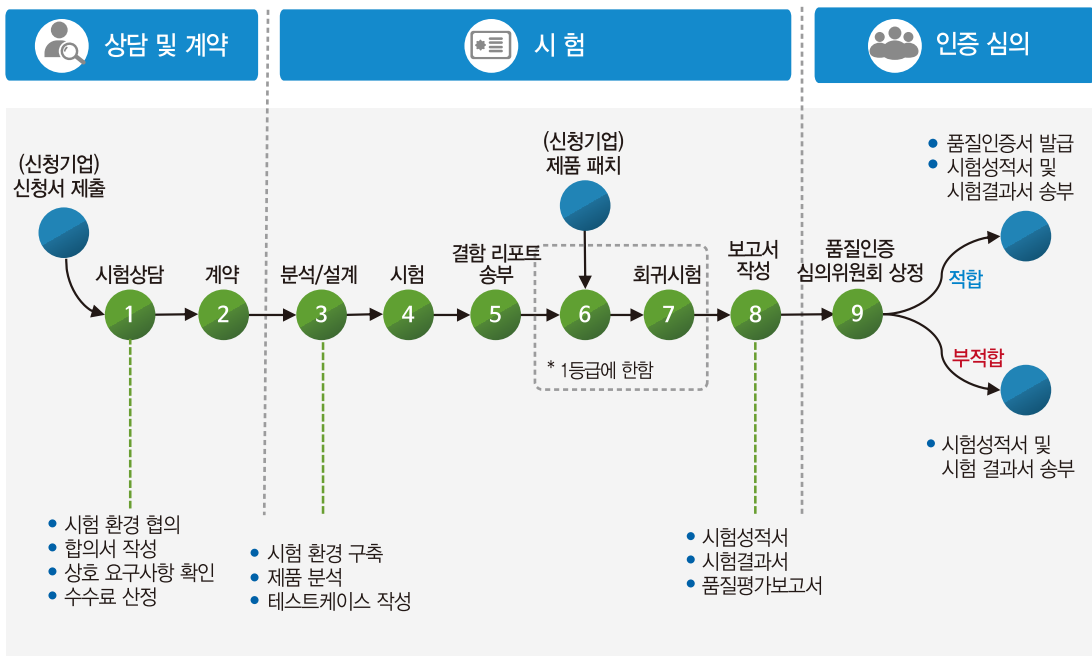 상담 및 계약
시 험
인증 심의
(신청기업)
신청서 제출
(신청기업)
제품 패치
• 품질인증서 발급
• 시험성적서 및
시험결과서 송부
시험상담
계약
분석/설계
시험
결함 리포트
송부
회귀시험
보고서
작성
품질인증
심의위원회 상정
적합
1
2
3
4
5
6
7
8
9
* 1등급에 한함
부적합
• 시험성적서 및
시험 결과서 송부
• 시험 환경 협의
• 합의서 작성
• 상호 요구사항 확인
• 수수료 산정
• 시험 환경 구축
• 제품 분석
• 테스트케이스 작성
• 시험성적서
• 시험결과서
• 품질평가보고서